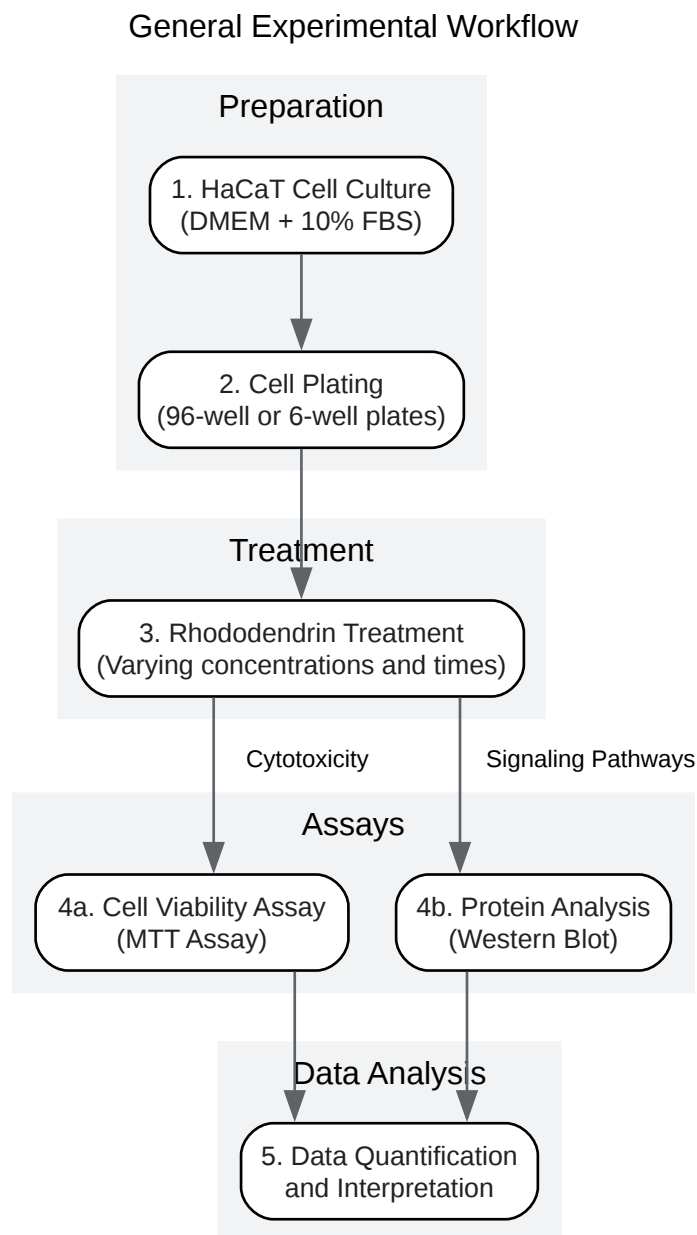 General Experimental Workflow
Preparation
1. HaCaT Cell Culture
(DMEM + 10% FBS)
2. Cell Plating
(96-well or 6-well plates)
Treatment
3. Rhododendrin Treatment
(Varying concentrations and times)
Cytotoxicity
Signaling Pathways
Assays
4a. Cell Viability Assay
(MTT Assay)
4b. Protein Analysis
(Western Blot)
Data Analysis
5. Data Quantification
and Interpretation